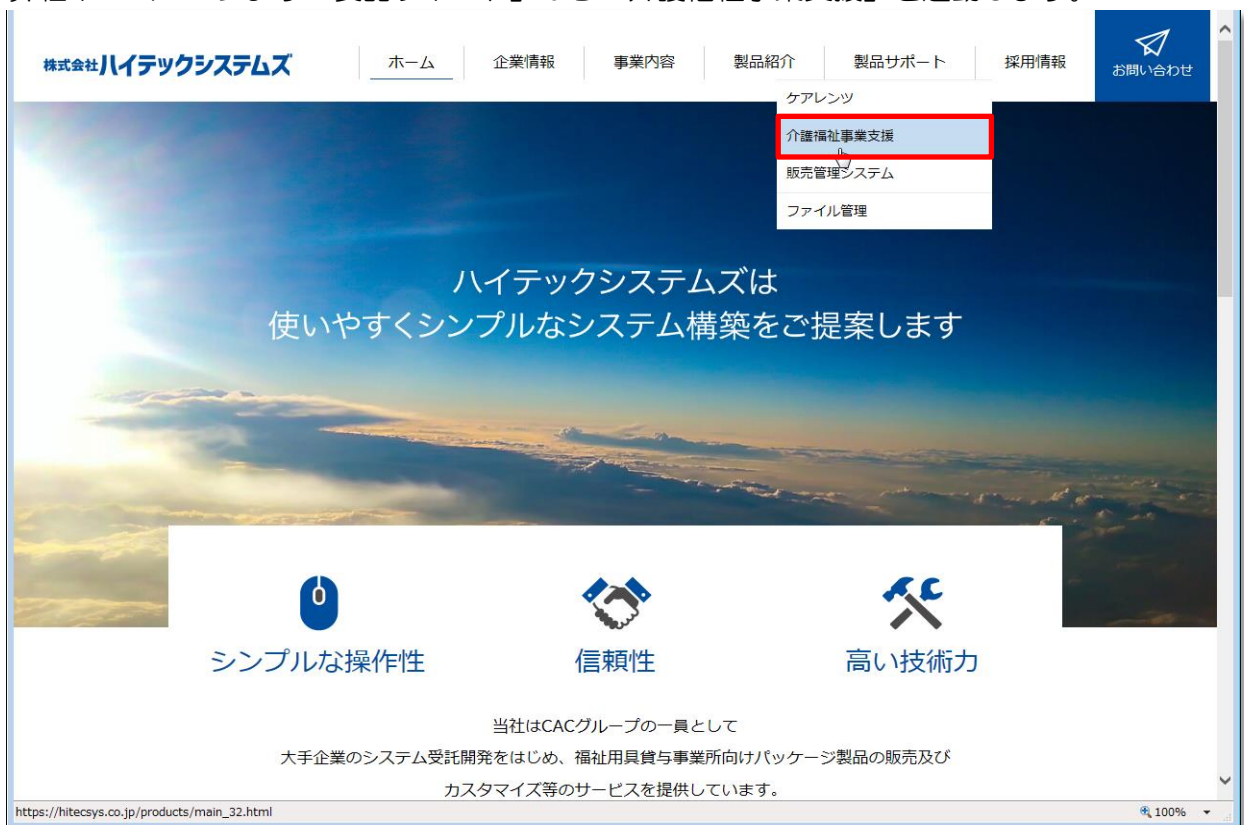 株式会社ハイテックシステムズ
ホーム
企業情報
事業内容
製品紹介
製品サポート
採用情報
お問い合わせ
ケアレンツ
介護福祉事業支援
販売管理システム
ファイル管理
ハイテックシステムズは
使いやすくシンプルなシステム構築をご提案します
シンプルな操作性
信頼性
高い技術力
当社はCACグループの一員として
大手企業のシステム受託開発をはじめ、福祉用具貸与事業所向けパッケージ製品の販売及び
カスタマイズ等のサービスを提供しています。
https://hitecsys.co.jp/products/main_32.html
100%